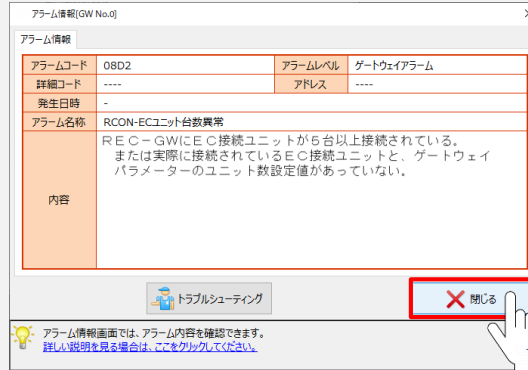 アラーム情報[GW No.0]
アラーム情報
アラームコード 08D2 アラームレベル ゲートウェイアラーム
詳細コード ---- アドレス ----
発生日時 -
アラーム名称 RCON-ECユニット台数異常
内容
REC-GWにEC接続ユニットが5台以上接続されている。
または実際に接続されているEC接続ユニットと、ゲートウェイ
パラメーターのユニット数設定値があっていない。
トラブルシューティング
閉じる
アラーム情報画面では、アラーム内容を確認できます。
詳しい説明を見る場合は、ここをクリックしてください。